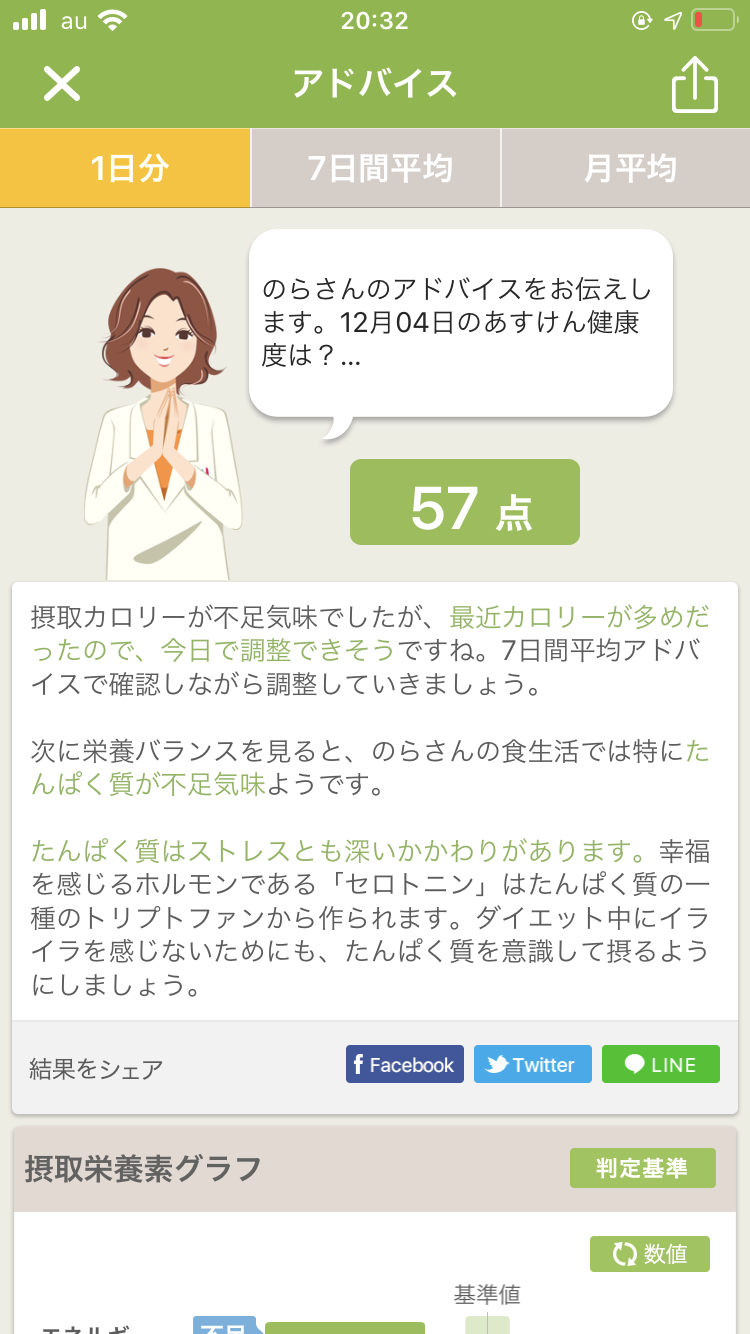 au 20:32
アドバイス
1日分 7日間平均 月平均
のらさんのアドバイスをお伝えし
ます。12月04日のあすけん健康
度は？...
57 点
摂取カロリーが不足気味でしたが、最近カロリーが多めだ
ったので、今日で調整できそうですね。7日間平均アドバ
イスで確認しながら調整していきましょう。
次に栄養バランスを見ると、のらさんの食生活では特にた
んぱく質が不足気味ようです。
たんぱく質はストレスとも深いかかわりがあります。幸福
を感じるホルモンである「セロトニン」はたんぱく質の一
種のトリプトファンから作られます。ダイエット中にイラ
イラを感じないためにも、たんぱく質を意識して摂るよう
にしましょう。
結果をシェア Facebook Twitter LINE
摂取栄養素グラフ 判定基準
数値
基準値
エネルギ 不足